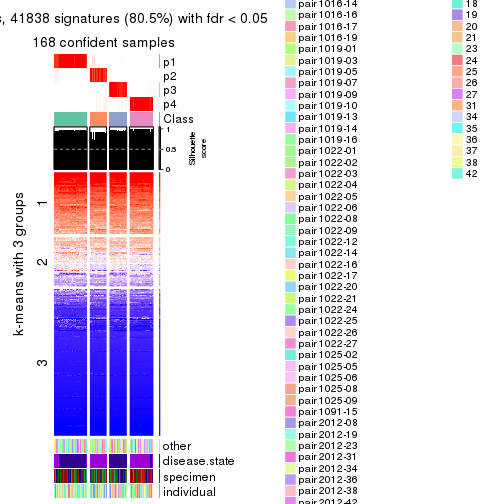 s, 41838 signatures (80.5%) with fdr < 0.05
168 confident samples
p1
p2
p3
p4
Class
1
0.5
0
Silhouette
score
k-means with 3 groups
1
2
3
other
disease.state
specimen
individual
pair1016-14
pair1016-16
pair1016-17
pair1016-19
pair1019-01
pair1019-03
pair1019-05
pair1019-07
pair1019-09
pair1019-10
pair1019-13
pair1019-14
pair1019-16
pair1022-01
pair1022-02
pair1022-03
pair1022-04
pair1022-05
pair1022-06
pair1022-08
pair1022-09
pair1022-12
pair1022-14
pair1022-16
pair1022-17
pair1022-20
pair1022-21
pair1022-24
pair1022-25
pair1022-26
pair1022-27
pair1025-02
pair1025-05
pair1025-06
pair1025-08
pair1025-09
pair1091-15
pair2012-08
pair2012-19
pair2012-23
pair2012-31
pair2012-34
pair2012-36
pair2012-38
pair2012-42
18
19
20
21
23
24
25
26
27
31
34
35
36
37
38
42